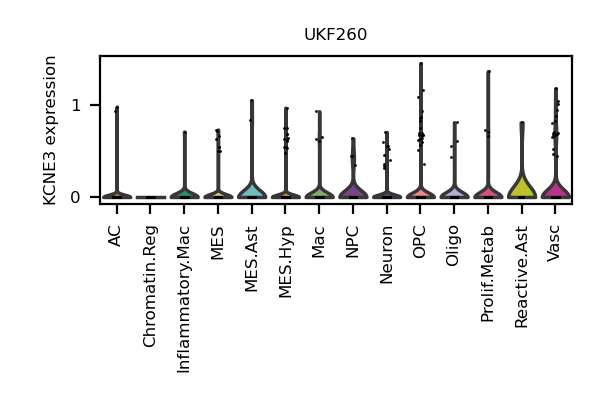 UKF260
KCNE3 expression
1
0
AC
Chromatin.Reg
Inflammatory.Mac
MES
MES.Ast
MES.Hyp
Mac
NPC
Neuron
OPC
Oligo
Prolif.Metab
Reactive.Ast
Vasc